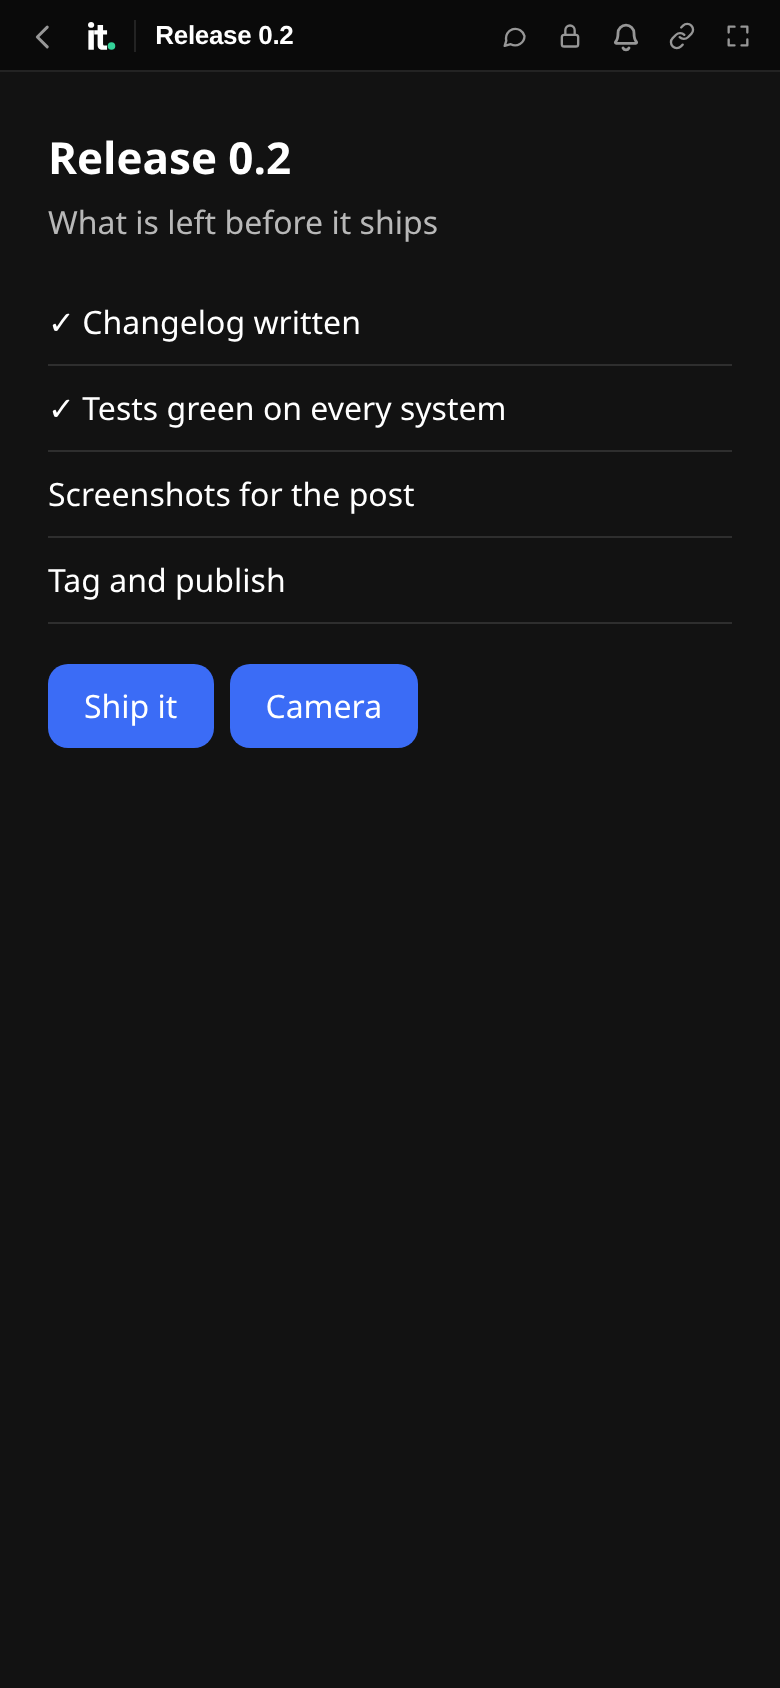 it.
Release 0.2
Release 0.2
What is left before it ships
✓ Changelog written
✓ Tests green on every system
Screenshots for the post
Tag and publish
Ship it
Camera